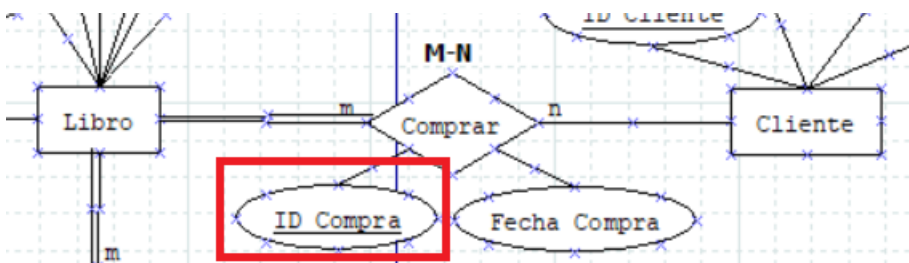 ID Cliente
M-N
Libro
m
Comprar
n
Cliente
ID Compra
Fecha Compra
m